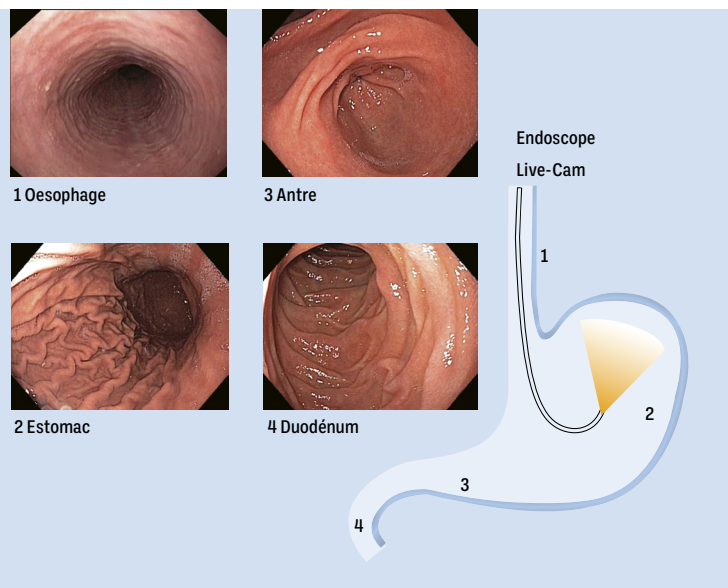 1 Oesophage
3 Antre
2 Estomac
4 Duodénum
Endoscope
Live-Cam
1
2
3
4